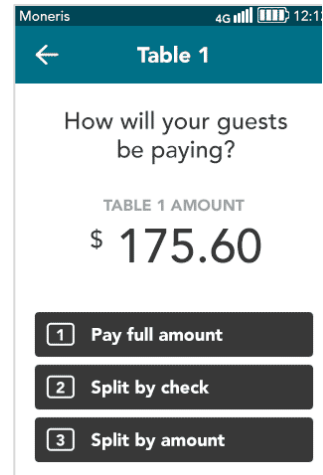 Moneris 4G 12:12
Table 1
How will your guests
be paying?
TABLE 1 AMOUNT
$ 175.60
1 Pay full amount
2 Split by check
3 Split by amount